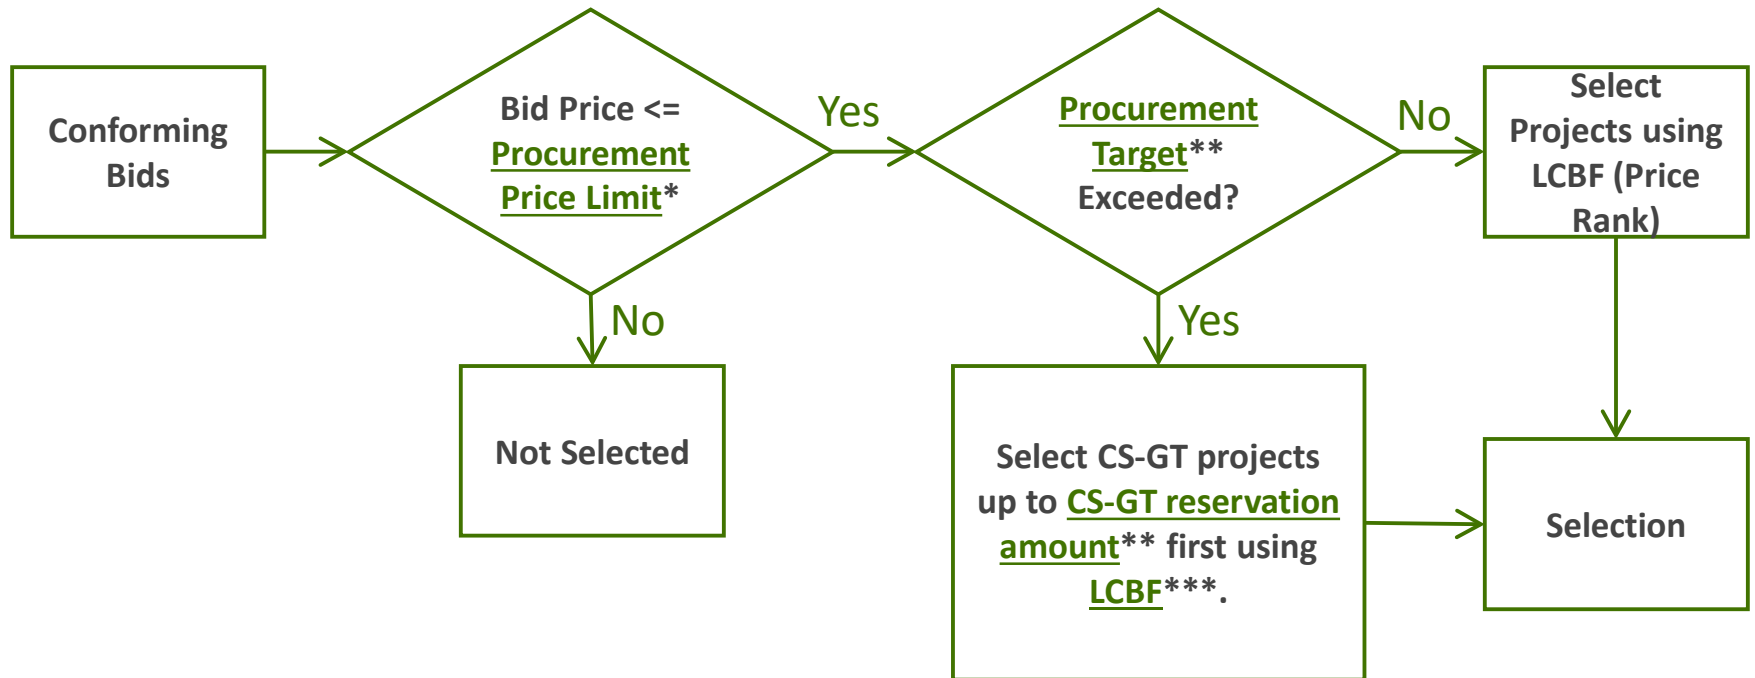 Conforming
Bids
Bid Price <=
Procurement
Price Limit*
Yes
No
Not Selected
Procurement
Target**
Exceeded?
No
Yes
Select
Projects using
LCBF (Price
Rank)
Select CS-GT projects
up to CS-GT reservation
amount** first using
LCBF***.
Selection